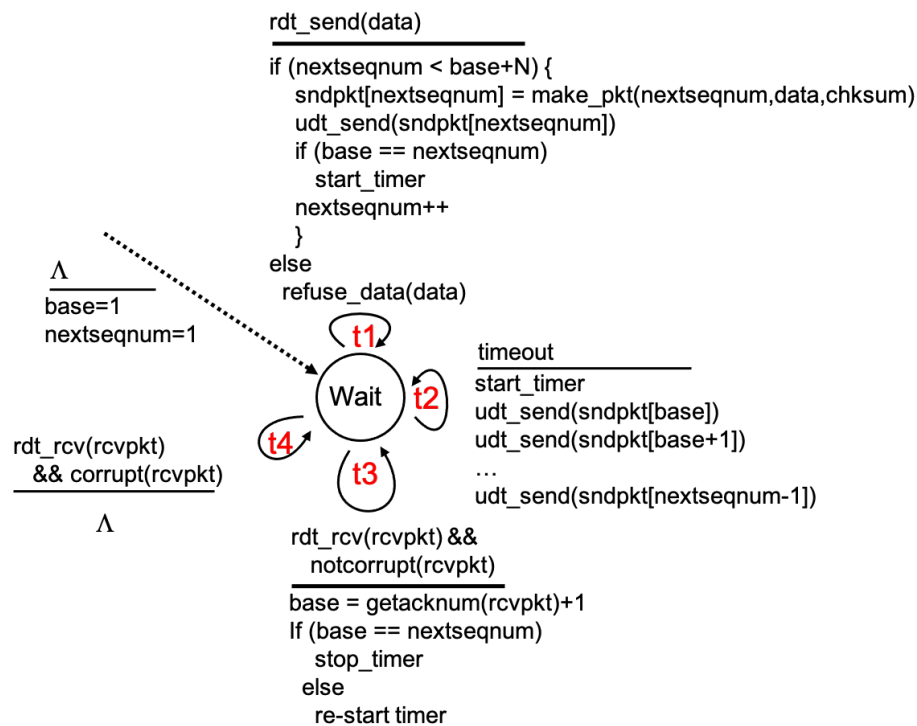 rdt_send(data)
if (nextseqnum < base+N) {
sndpkt[nextseqnum] = make_pkt(nextseqnum,data,chksum)
udt_send(sndpkt[nextseqnum])
if (base == nextseqnum)
start_timer
nextseqnum++
}
else
refuse_data(data)
Λ
base=1
nextseqnum=1
t1
Wait
t2
t4
t3
timeout
start_timer
udt_send(sndpkt[base])
udt_send(sndpkt[base+1])
…
udt_send(sndpkt[nextseqnum-1])
rdt_rcv(rcvpkt)
&& corrupt(rcvpkt)
Λ
rdt_rcv(rcvpkt) &&
notcorrupt(rcvpkt)
base = getacknum(rcvpkt)+1
If (base == nextseqnum)
stop_timer
else
re-start timer